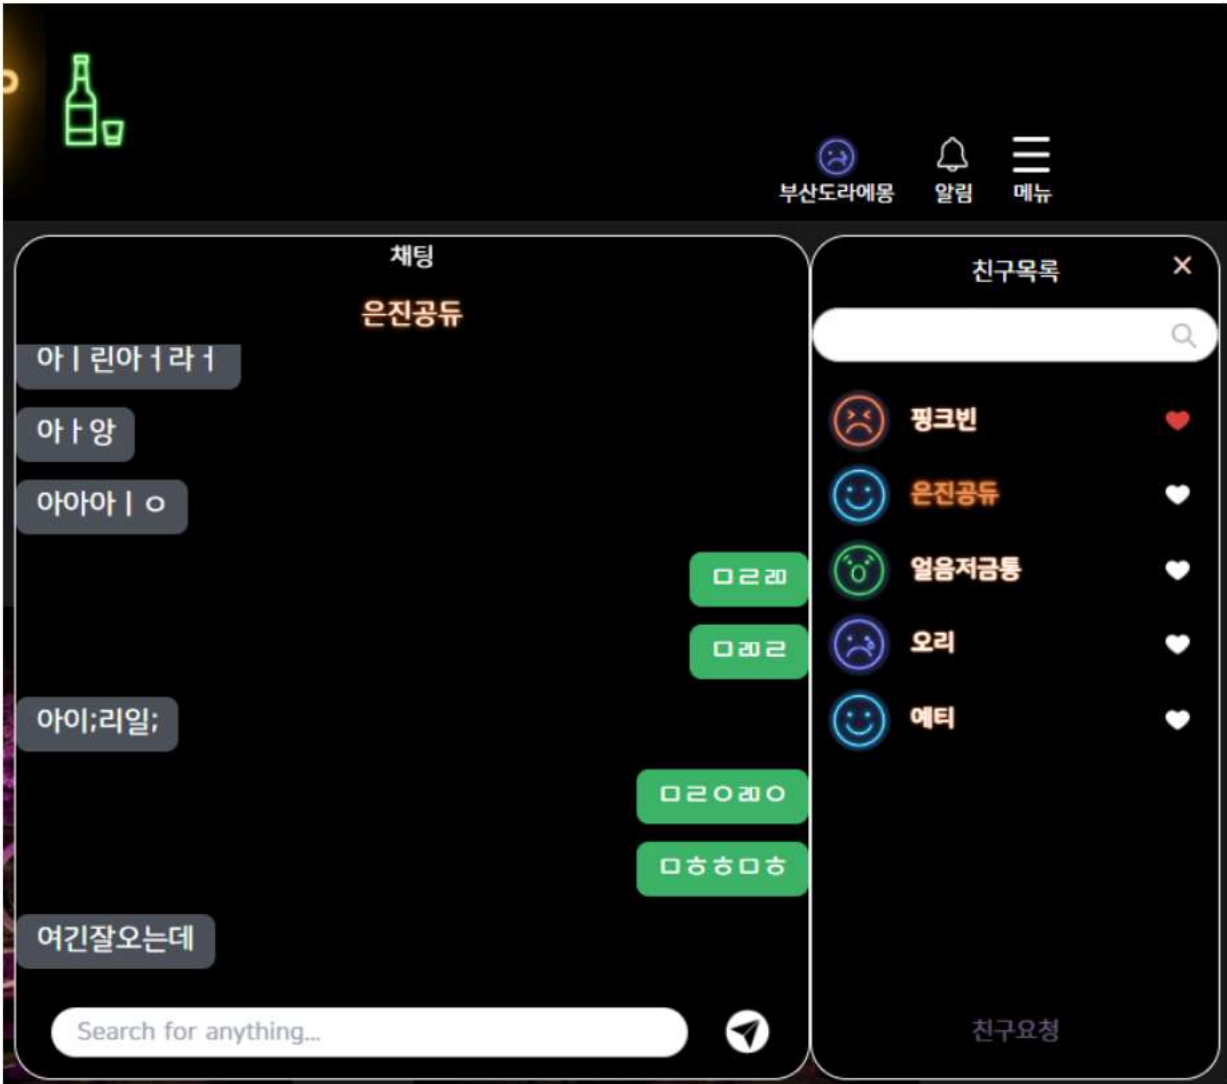 부산도라에몽
알림
메뉴
채팅
은진공듀
아ㅣ린아ㅓ라ㅓ
아ㅏ앙
아아아ㅣㅇ
ㅁㄹㄻ
ㅁㄻㄹ
아이;리일;
ㅁㄹㅇㄻㅇ
ㅁㅎㅎㅁㅎ
여긴잘오는데
Search for anything...
친구목록
핑크빈
은진공듀
얼음저금통
오리
예티
친구요청